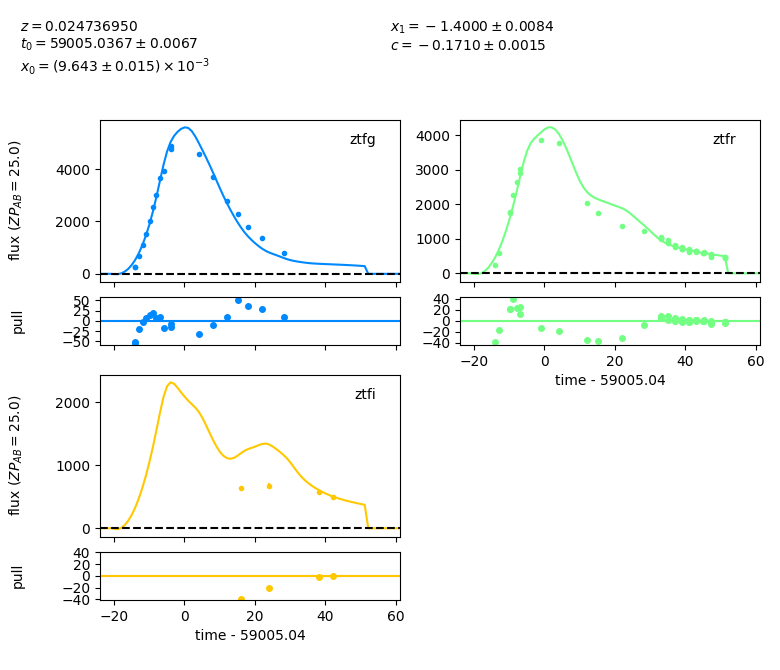 z = 0.024736950
t₀ = 59005.0367 ± 0.0067
x₀ = (9.643 ± 0.015) × 10⁻³
x₁ = −1.4000 ± 0.0084
c = −0.1710 ± 0.0015
flux (ZP_AB = 25.0)
4000
2000
0
ztfg
4000
3000
2000
1000
0
ztfr
pull
50
25
0
−25
−50
40
20
0
−20
−40
−20 0 20 40 60
time - 59005.04
flux (ZP_AB = 25.0)
2000
1000
0
ztfi
pull
40
20
0
−20
−40
−20 0 20 40 60
time - 59005.04